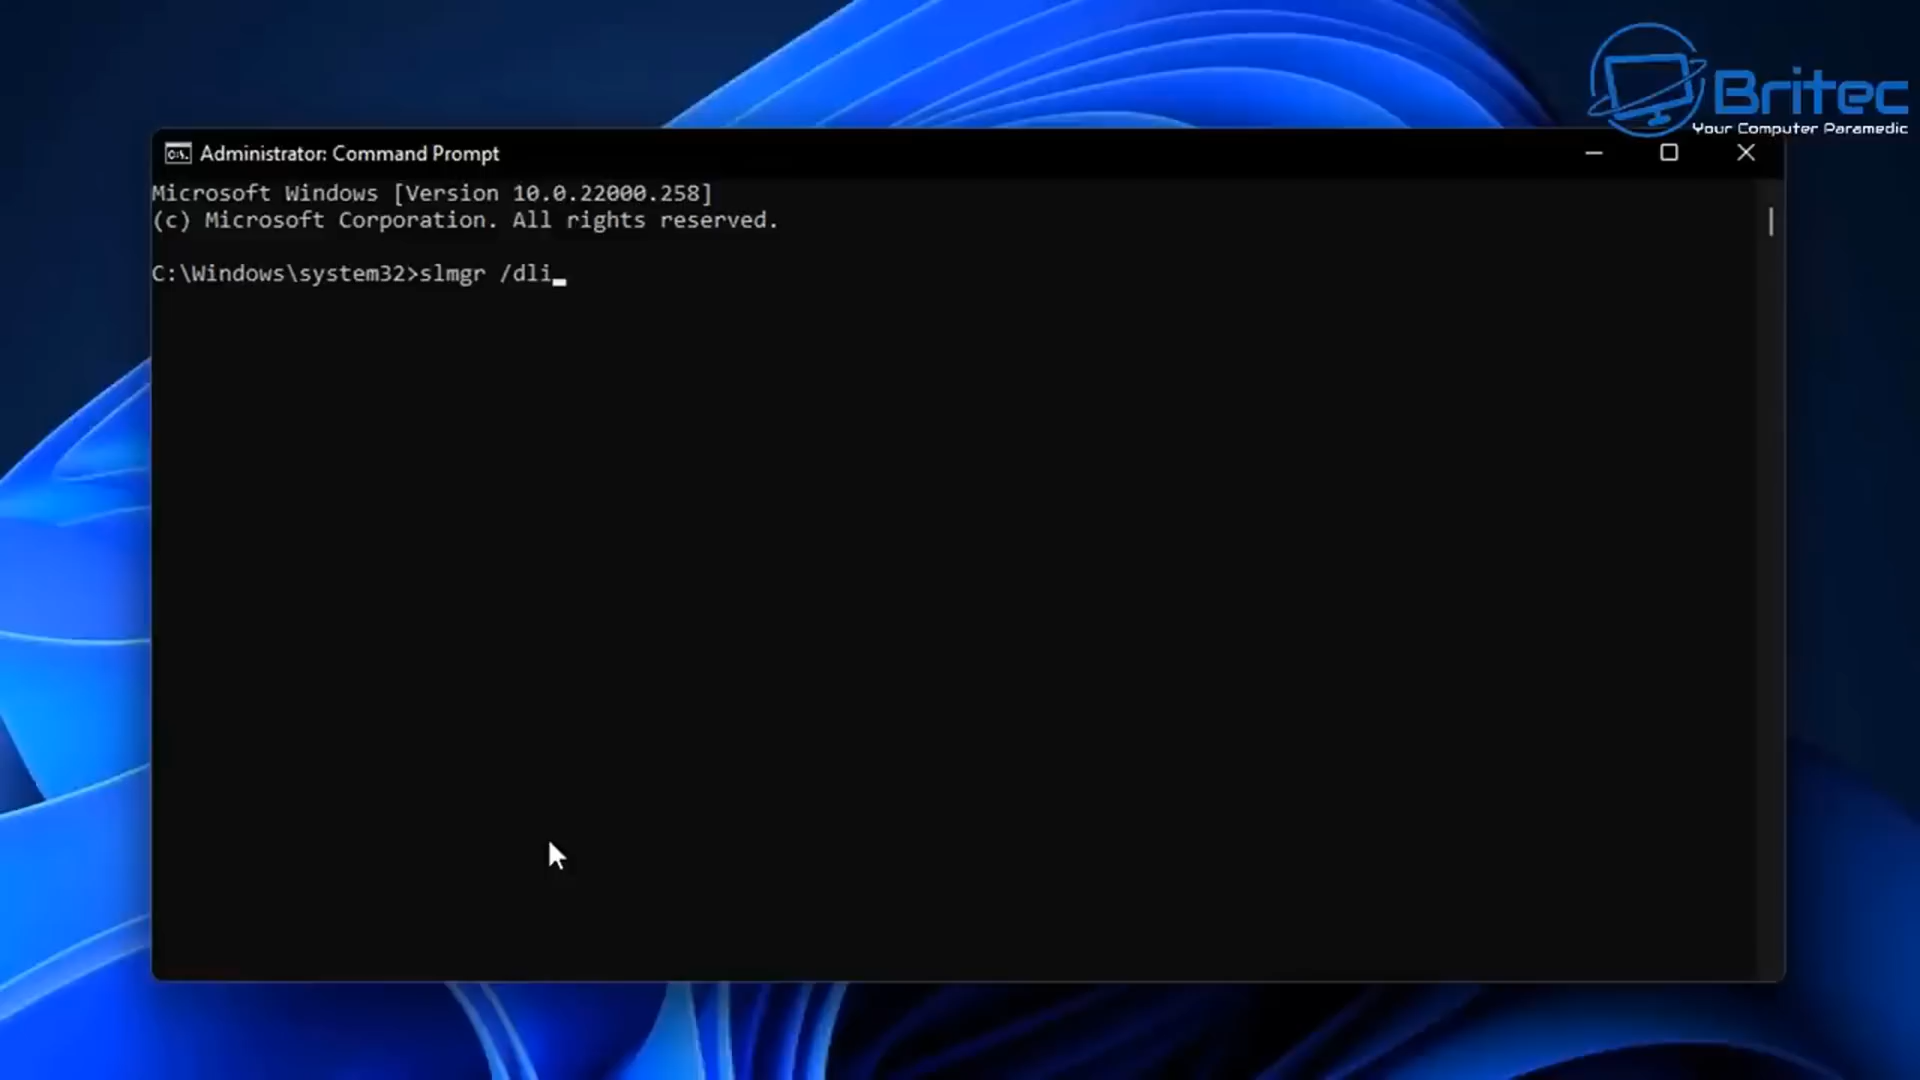 Britec
Your Computer Paramedic
Administrator: Command Prompt
Microsoft Windows [Version 10.0.22000.258]
(c) Microsoft Corporation. All rights reserved.
C:\Windows\system32>slmgr /dli